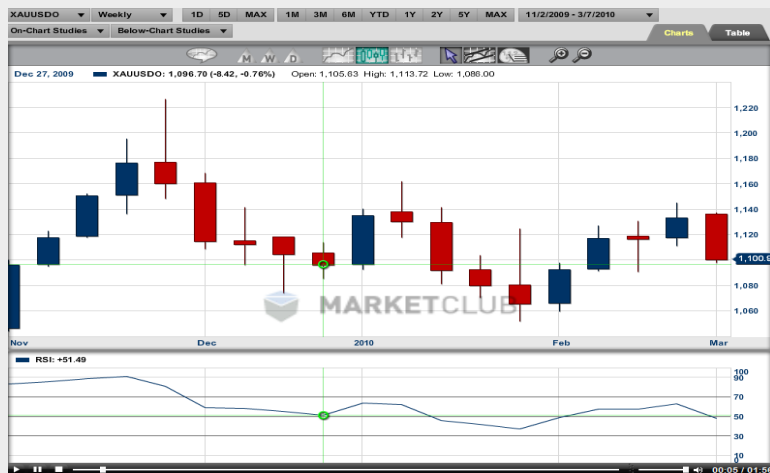 XAUUSDO Weekly 1D 5D MAX 1M 3M 6M YTD 1Y 2Y 5Y MAX 11/2/2009 - 3/7/2010
On-Chart Studies Below-Chart Studies Charts Table
M W D
Dec 27, 2009 XAUUSDO: 1,096.70 (-8.42, -0.76%) Open: 1,105.63 High: 1,113.72 Low: 1,086.00
1,220
1,200
1,180
1,160
1,140
1,120
1,100.9
1,080
1,060
MARKETCLUB
Nov Dec 2010 Feb Mar
RSI: +51.49
100
90
70
50
30
10
0
00:05 / 01:56